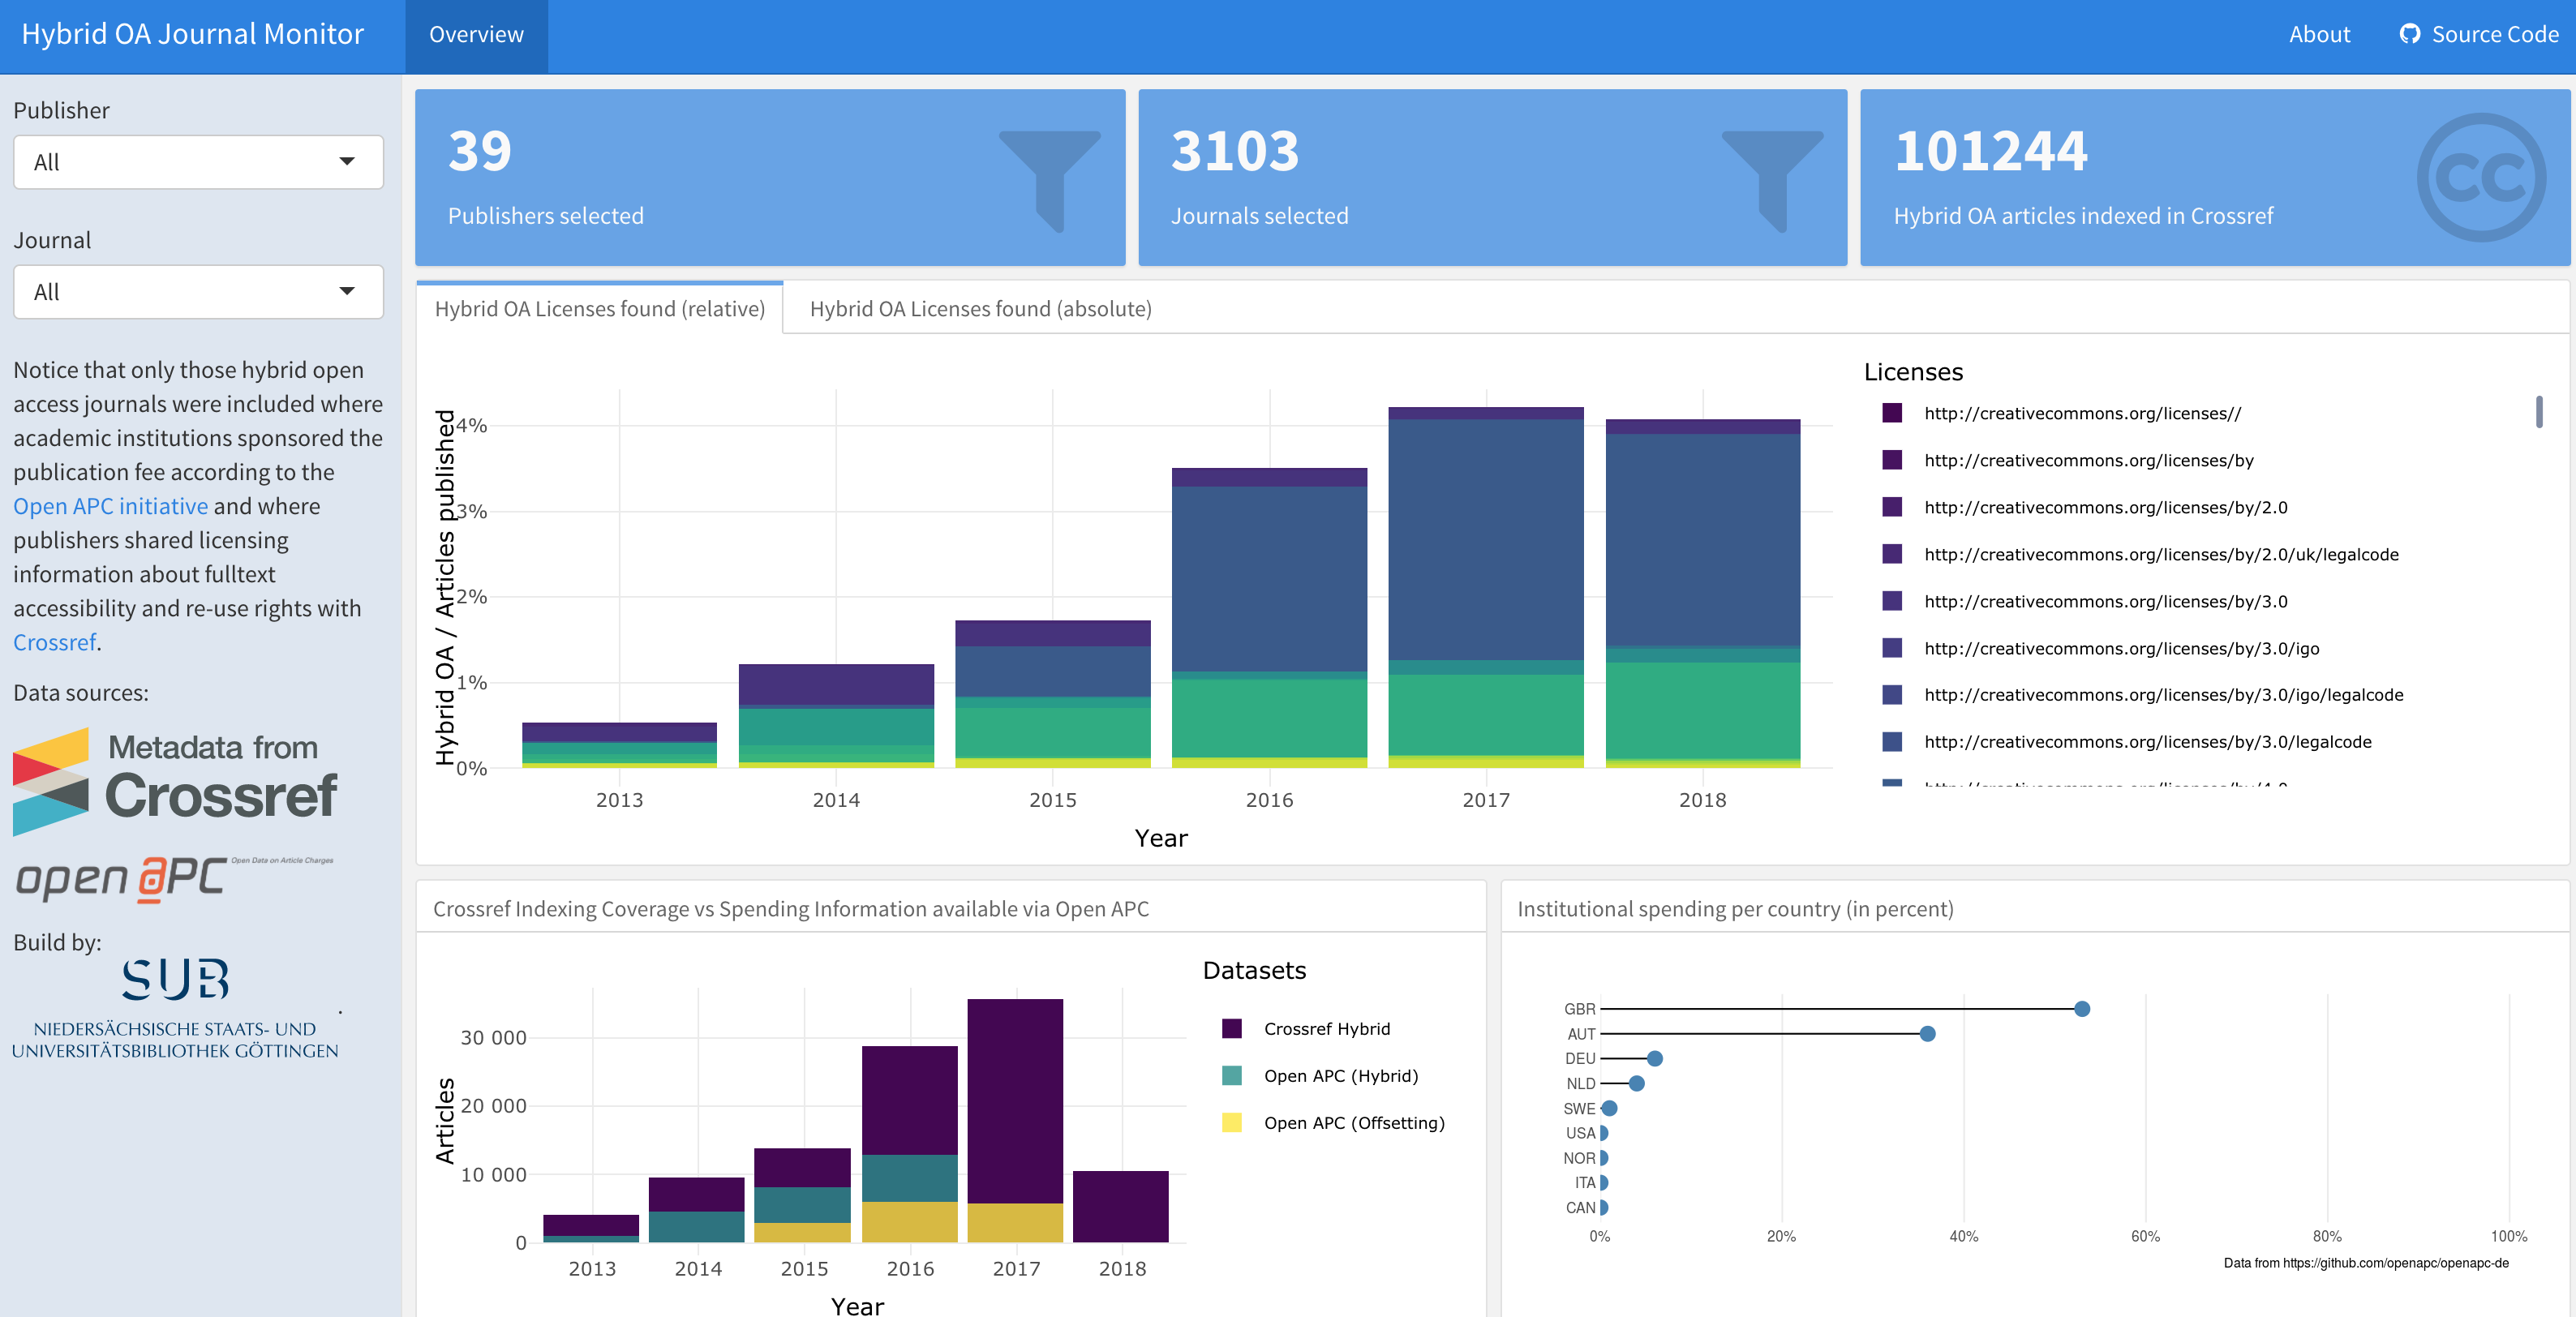 Hybrid OA Journal Monitor
Overview
About
Source Code
Publisher
All
Journal
All
Notice that only those hybrid open
access journals were included where
academic institutions sponsored the
publication fee according to the
Open APC initiative and where
publishers shared licensing
information about fulltext
accessibility and re-use rights with
Crossref.
Data sources:
Metadata from
Crossref
open aPC Open Data on Article Charges
Build by:
SUB
.
NIEDERSÄCHSISCHE STAATS- UND
UNIVERSITÄTSBIBLIOTHEK GÖTTINGEN
39
Publishers selected
3103
Journals selected
101244
Hybrid OA articles indexed in Crossref
cc
Hybrid OA Licenses found (relative)
Hybrid OA Licenses found (absolute)
Hybrid OA / Articles published
4%
3%
2%
1%
0%
2013
2014
2015
2016
2017
2018
Year
Licenses
http://creativecommons.org/licenses//
http://creativecommons.org/licenses/by
http://creativecommons.org/licenses/by/2.0
http://creativecommons.org/licenses/by/2.0/uk/legalcode
http://creativecommons.org/licenses/by/3.0
http://creativecommons.org/licenses/by/3.0/igo
http://creativecommons.org/licenses/by/3.0/igo/legalcode
http://creativecommons.org/licenses/by/3.0/legalcode
Crossref Indexing Coverage vs Spending Information available via Open APC
Articles
30 000
20 000
10 000
0
2013
2014
2015
2016
2017
2018
Year
Datasets
Crossref Hybrid
Open APC (Hybrid)
Open APC (Offsetting)
Institutional spending per country (in percent)
GBR
AUT
DEU
NLD
SWE
USA
NOR
ITA
CAN
0%
20%
40%
60%
80%
100%
Data from https://github.com/openapc/openapc-de